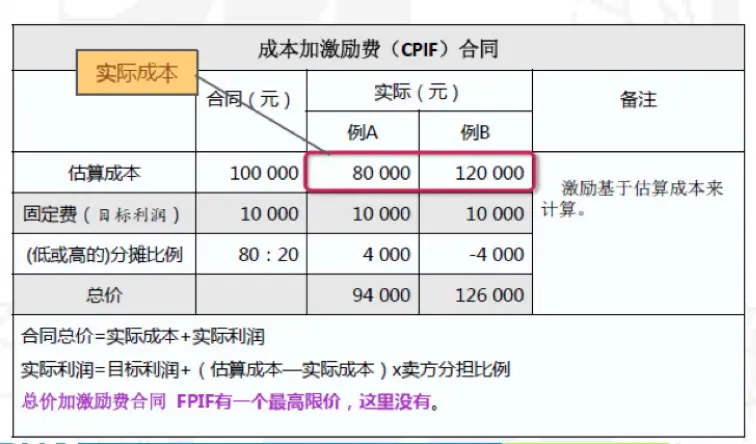 成本加激励费（CPIF）合同
实际成本
合同（元） 实际（元） 备注
例A 例B
估算成本 100 000 80 000 120 000
激励基于估算成本来
计算。
固定费（目标利润） 10 000 10 000 10 000
(低或高的)分摊比例 80：20 4 000 -4 000
总价 94 000 126 000
合同总价=实际成本+实际利润
实际利润=目标利润+（估算成本—实际成本）x卖方分担比例
总价加激励费合同 FPIF有一个最高限价，这里没有。